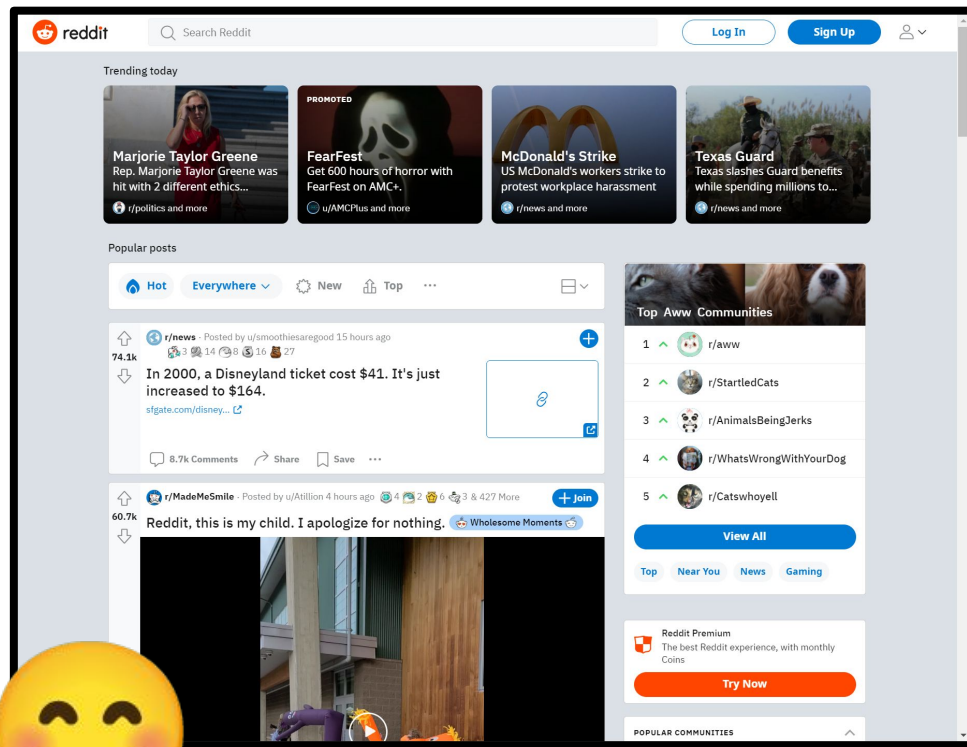 reddit
Search Reddit
Log In
Sign Up
Trending today
Marjorie Taylor Greene
Rep. Marjorie Taylor Greene was
hit with 2 different ethics...
r/politics and more
PROMOTED
FearFest
Get 600 hours of horror with
FearFest on AMC+.
u/AMCPlus and more
McDonald's Strike
US McDonald's workers strike to
protest workplace harassment
r/news and more
Texas Guard
Texas slashes Guard benefits
while spending millions to...
r/news and more
Popular posts
Hot
Everywhere
New
Top
...
74.1k
r/news · Posted by u/smoothiesaregood 15 hours ago
3 14 8 16 27
In 2000, a Disneyland ticket cost $41. It's just
increased to $164.
sfgate.com/disney...
8.7k Comments
Share
Save
...
60.7k
r/MadeMeSmile · Posted by u/Atillion 4 hours ago 4 2 6 3 & 427 More
+ Join
Reddit, this is my child. I apologize for nothing. Wholesome Moments
Top Aww Communities
1 r/aww
2 r/StartledCats
3 r/AnimalsBeingJerks
4 r/WhatsWrongWithYourDog
5 r/Catswhoyell
View All
Top
Near You
News
Gaming
Reddit Premium
The best Reddit experience, with monthly
Coins
Try Now
POPULAR COMMUNITIES